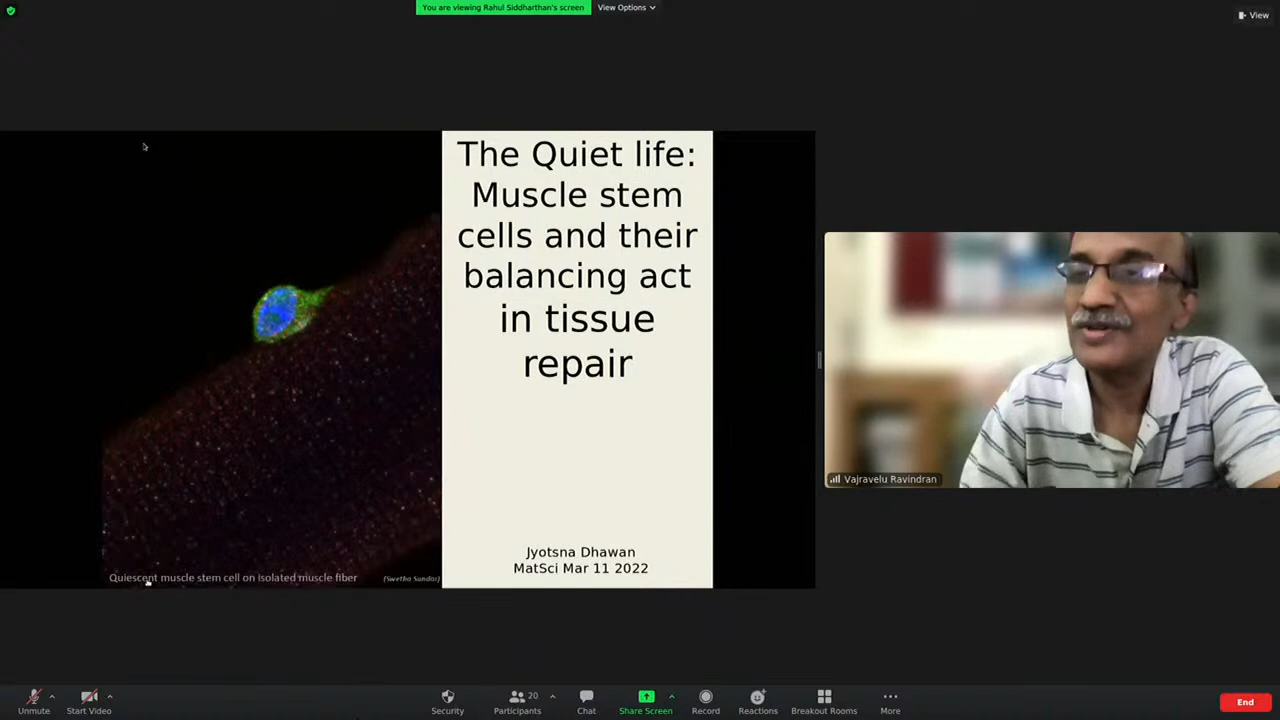 You are viewing Rahul Siddharthan's screen
View Options
View
The Quiet life:
Muscle stem
cells and their
balancing act
in tissue
repair
Jyotsna Dhawan
MatSci Mar 11 2022
Quiescent muscle stem cell on isolated muscle fiber
(Swetha Sundar)
Vajravelu Ravindran
Unmute
Start Video
Security
20
Participants
Chat
Share Screen
Record
Reactions
Breakout Rooms
More
End